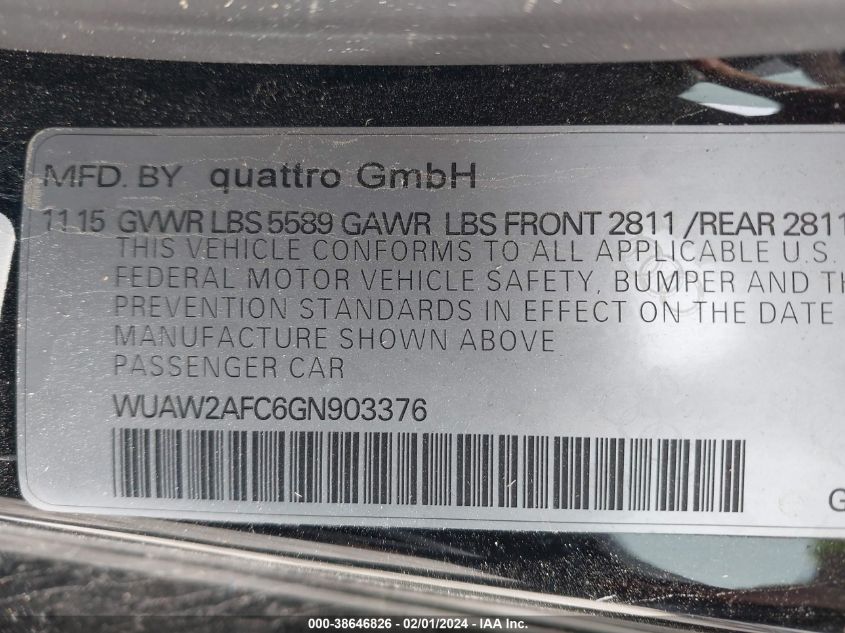 MFD. BY quattro GmbH
11 15 GVWR LBS 5589 GAWR LBS FRONT 2811 /REAR 2811
THIS VEHICLE CONFORMS TO ALL APPLICABLE U.S.
FEDERAL MOTOR VEHICLE SAFETY, BUMPER AND TH
PREVENTION STANDARDS IN EFFECT ON THE DATE
MANUFACTURE SHOWN ABOVE
PASSENGER CAR
WUAW2AFC6GN903376
G
000-38646826 - 02/01/2024 - IAA Inc.